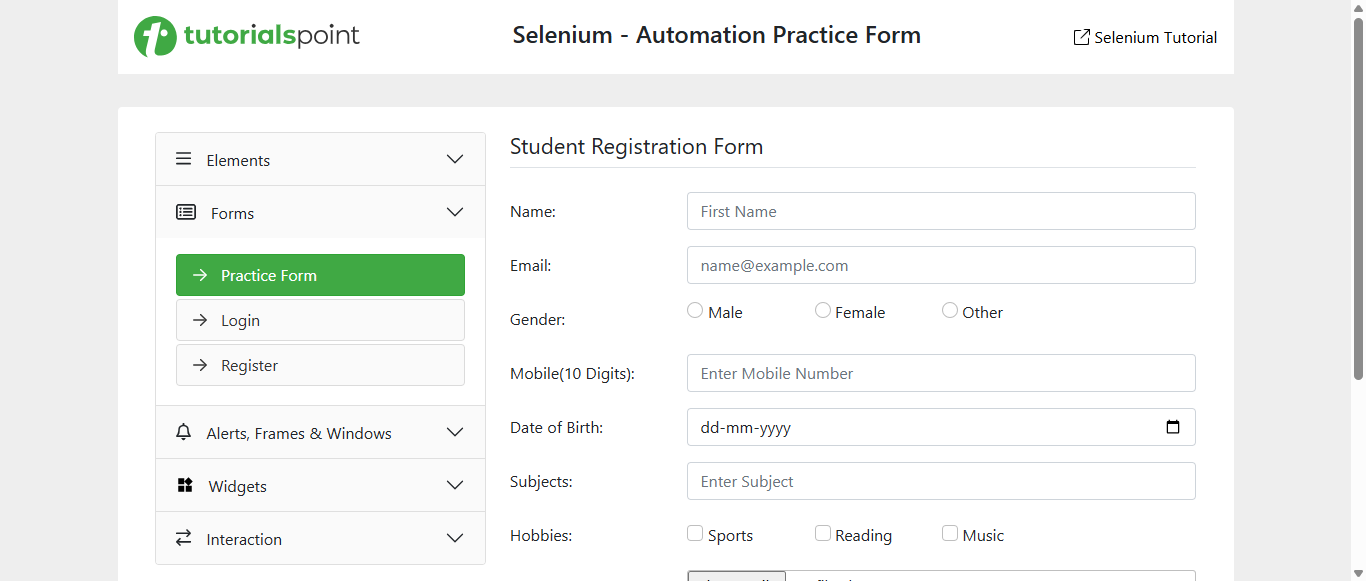 tutorialspoint
Selenium - Automation Practice Form
Selenium Tutorial
Elements
Forms
Practice Form
Login
Register
Alerts, Frames & Windows
Widgets
Interaction
Student Registration Form
Name:
First Name
Email:
name@example.com
Gender:
Male
Female
Other
Mobile(10 Digits):
Enter Mobile Number
Date of Birth:
dd-mm-yyyy
Subjects:
Enter Subject
Hobbies:
Sports
Reading
Music